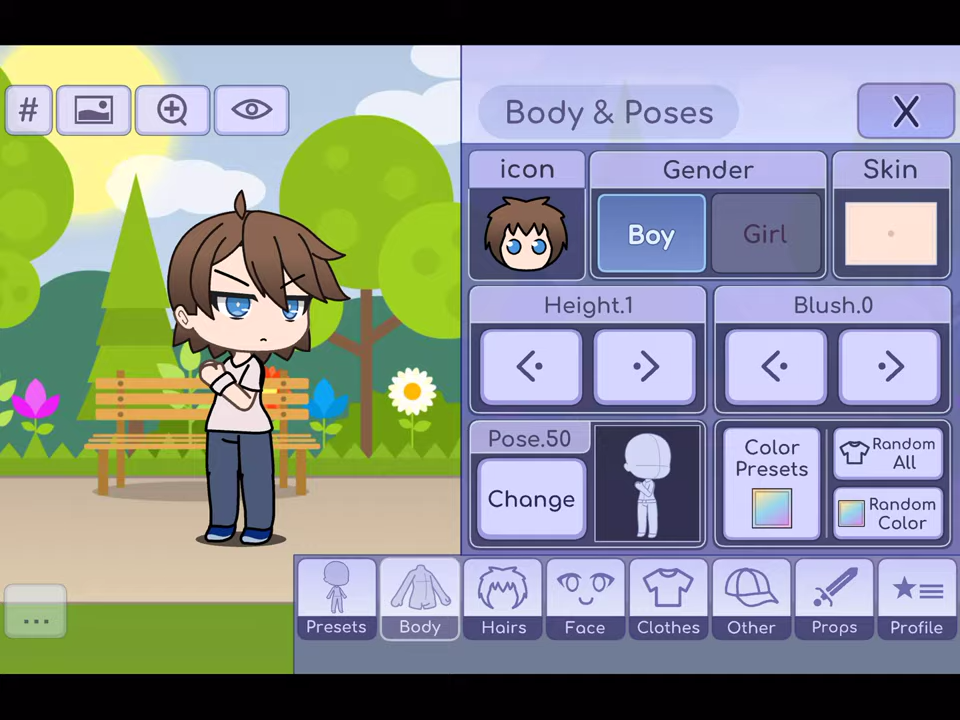 #
Body & Poses
X
icon
Gender
Skin
Boy
Girl
Height.1
Blush.0
Pose.50
Change
Color
Presets
Random
All
Random
Color
...
Presets
Body
Hairs
Face
Clothes
Other
Props
Profile